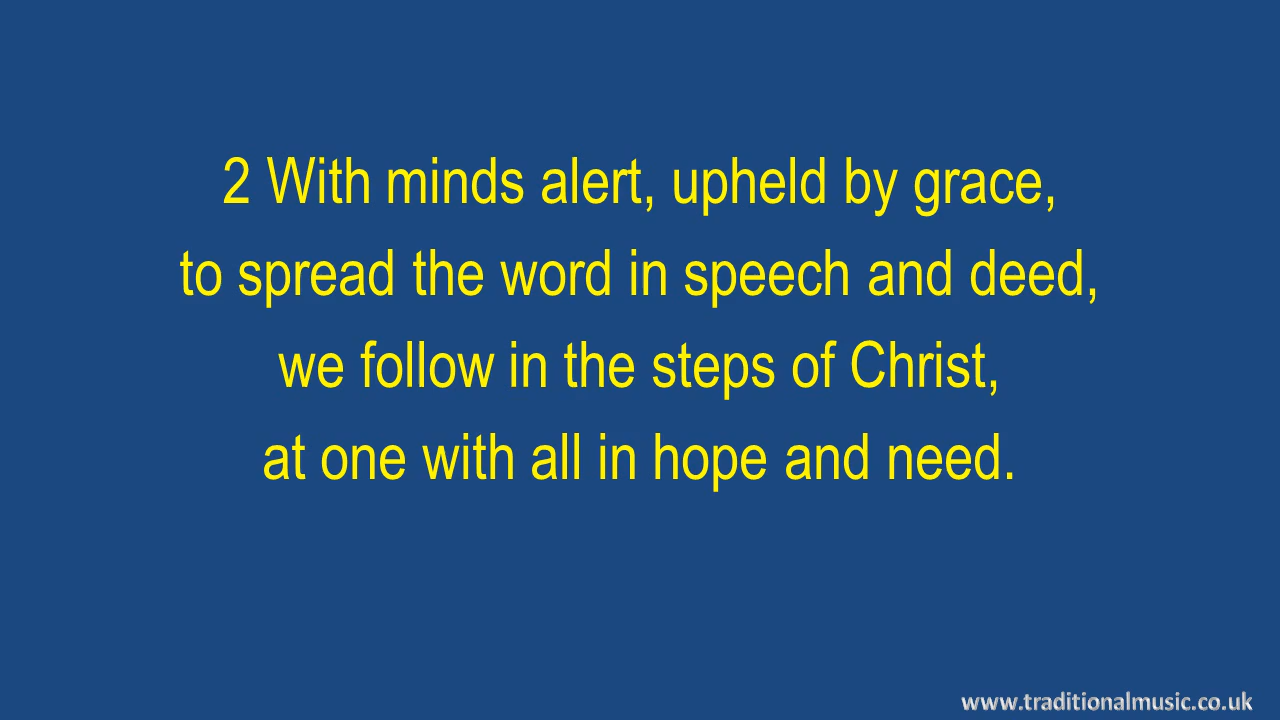 2 With minds alert, upheld by grace,
to spread the word in speech and deed,
we follow in the steps of Christ,
at one with all in hope and need.
www.traditionalmusic.co.uk